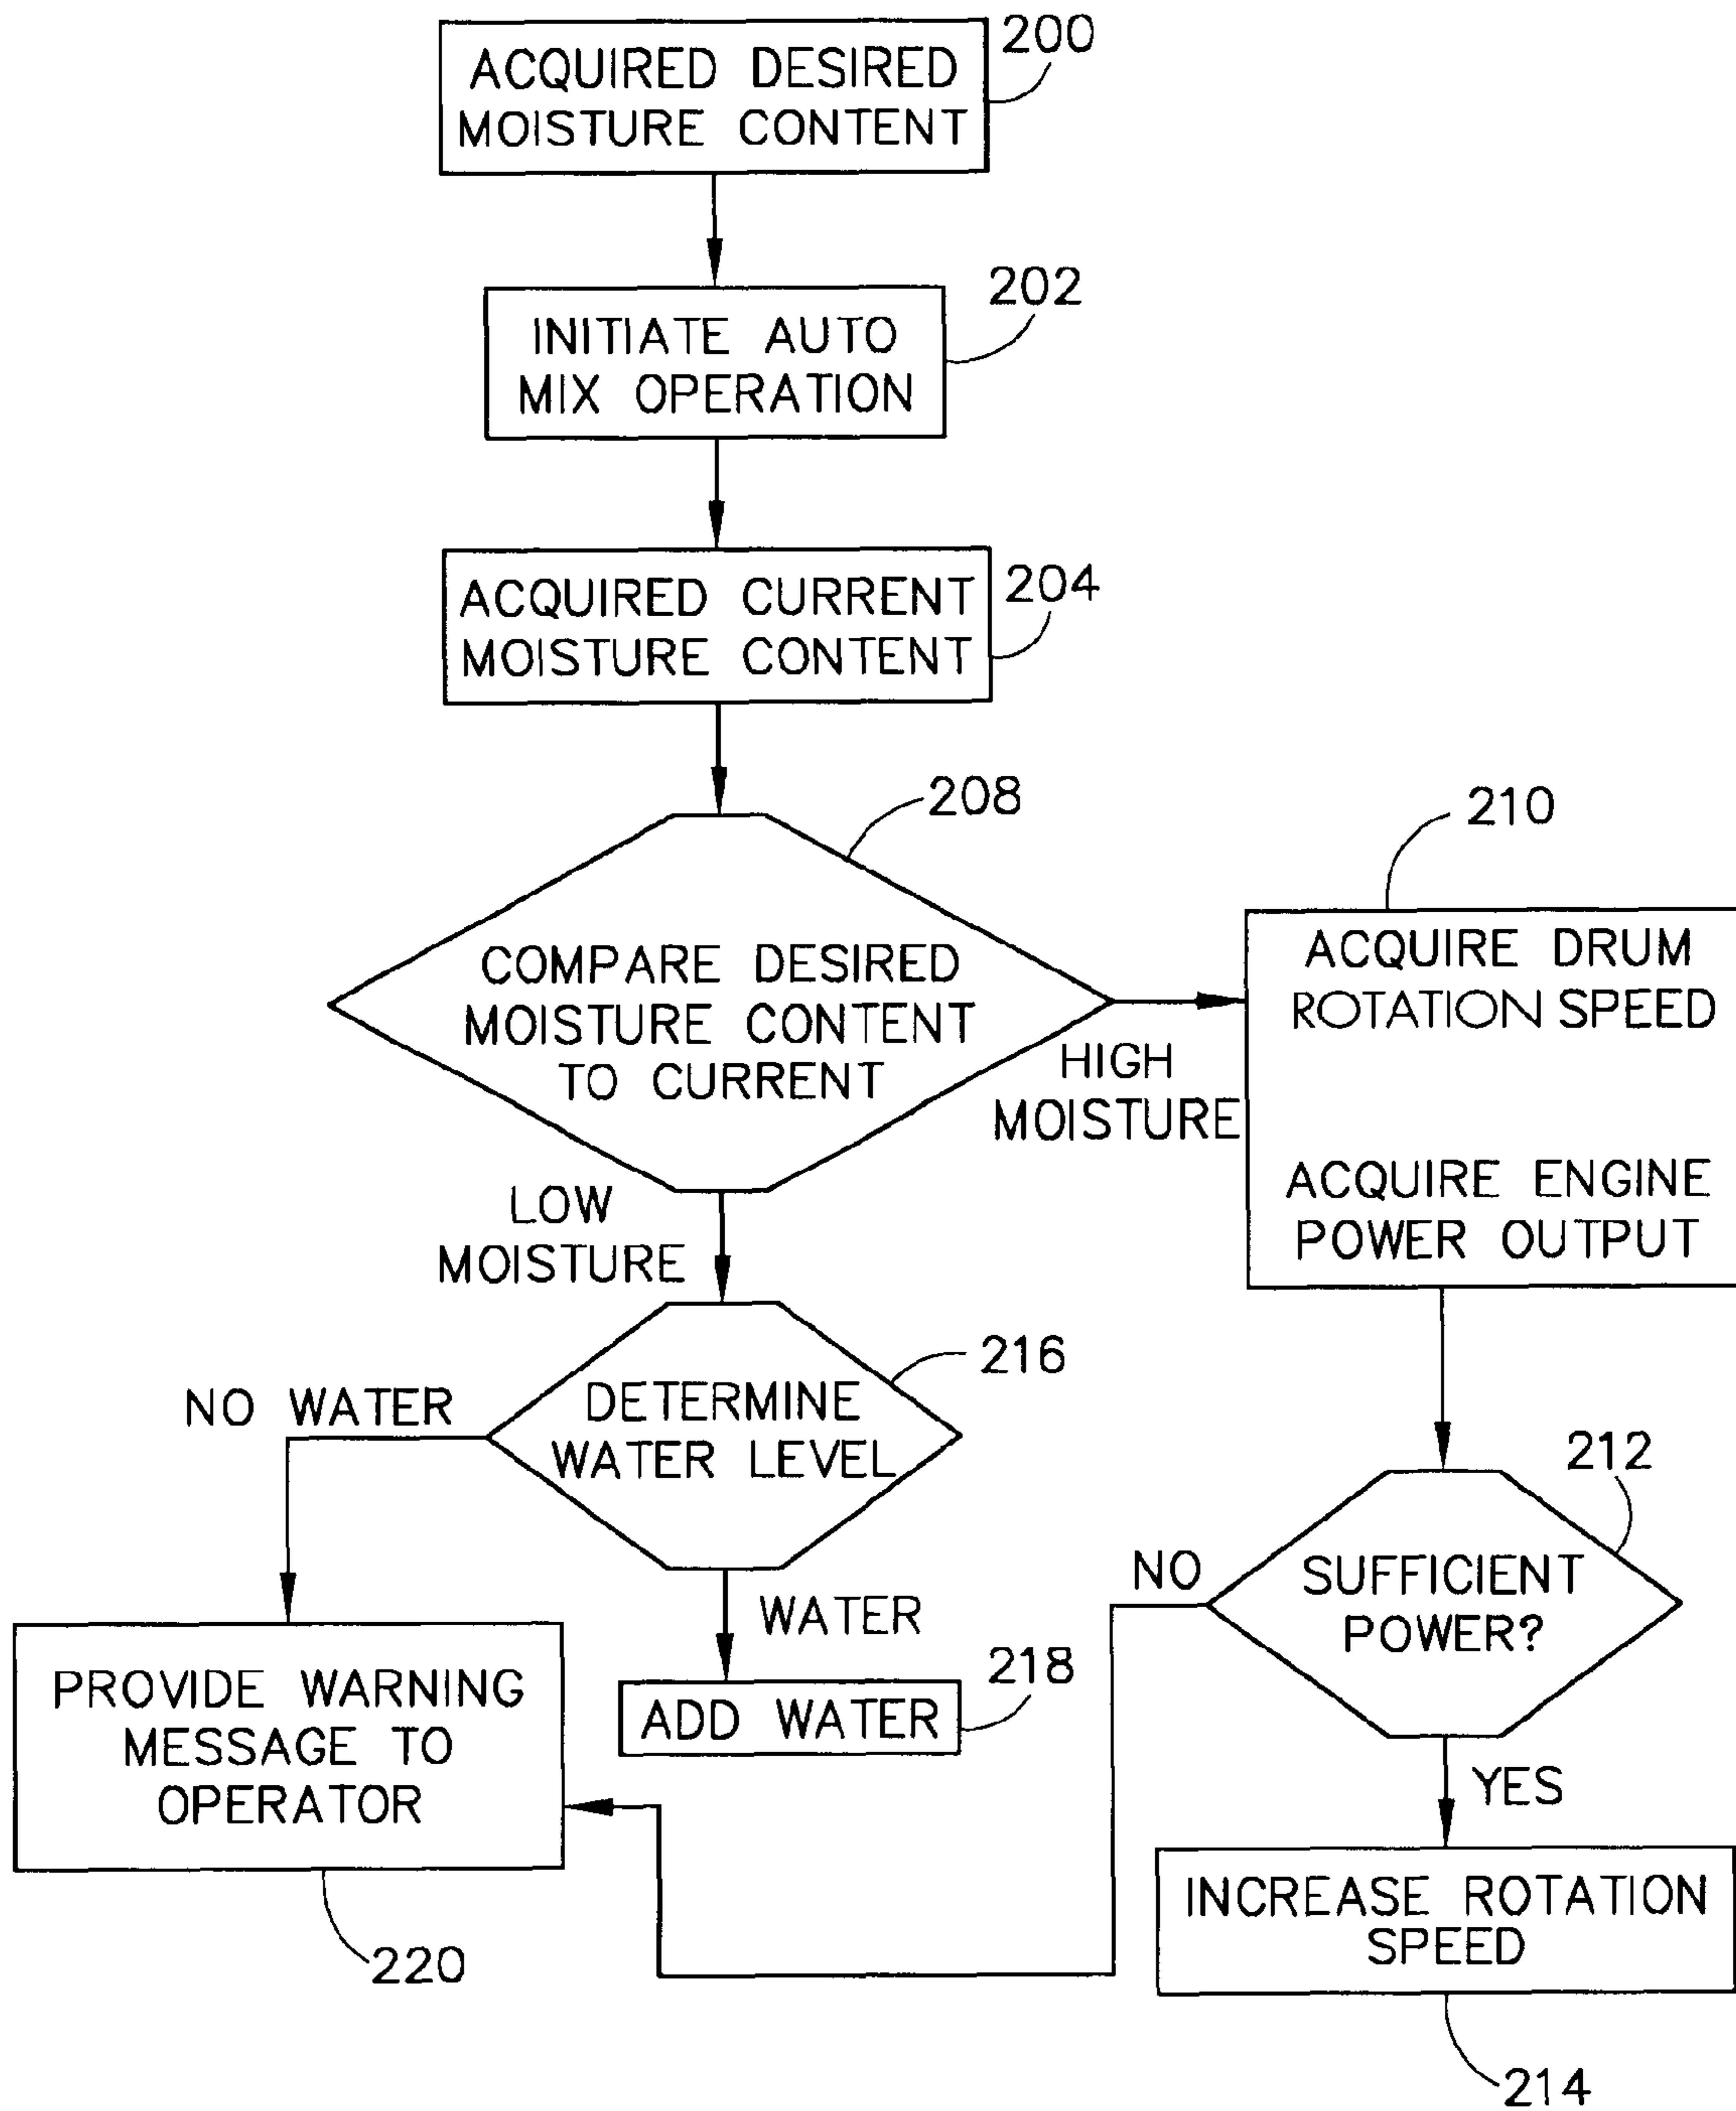 200
ACQUIRED DESIRED
MOISTURE CONTENT
202
INITIATE AUTO
MIX OPERATION
204
ACQUIRED CURRENT
MOISTURE CONTENT
208
COMPARE DESIRED
MOISTURE CONTENT
TO CURRENT
HIGH
MOISTURE
210
ACQUIRE DRUM
ROTATION SPEED
ACQUIRE ENGINE
POWER OUTPUT
LOW
MOISTURE
216
DETERMINE
WATER LEVEL
NO WATER
WATER
218
ADD WATER
212
SUFFICIENT
POWER?
NO
YES
PROVIDE WARNING
MESSAGE TO
OPERATOR
220
INCREASE ROTATION
SPEED
214